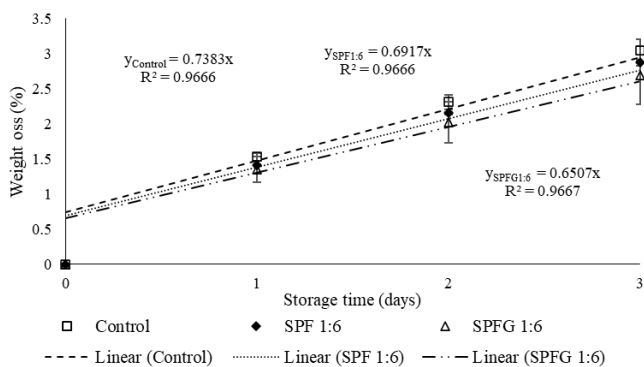 3.5
3
2.5
2
1.5
1
0.5
0
Weight oss (%)
yControl = 0.7383x
R² = 0.9666
ySPF1:6 = 0.6917x
R² = 0.9666
ySPFG1:6 = 0.6507x
R² = 0.9667
0 1 2 3
Storage time (days)
Control SPF 1:6 SPFG 1:6
Linear (Control) Linear (SPF 1:6) Linear (SPFG 1:6)